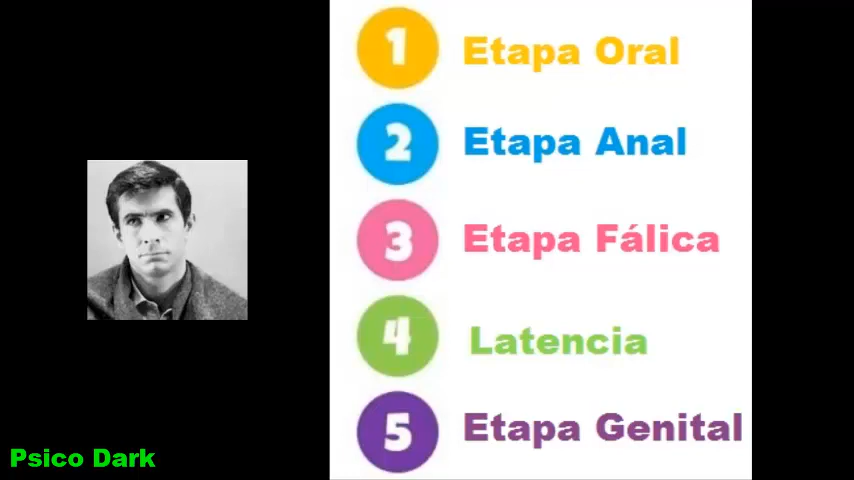 1 Etapa Oral
2 Etapa Anal
3 Etapa Fálica
4 Latencia
5 Etapa Genital
Psico Dark